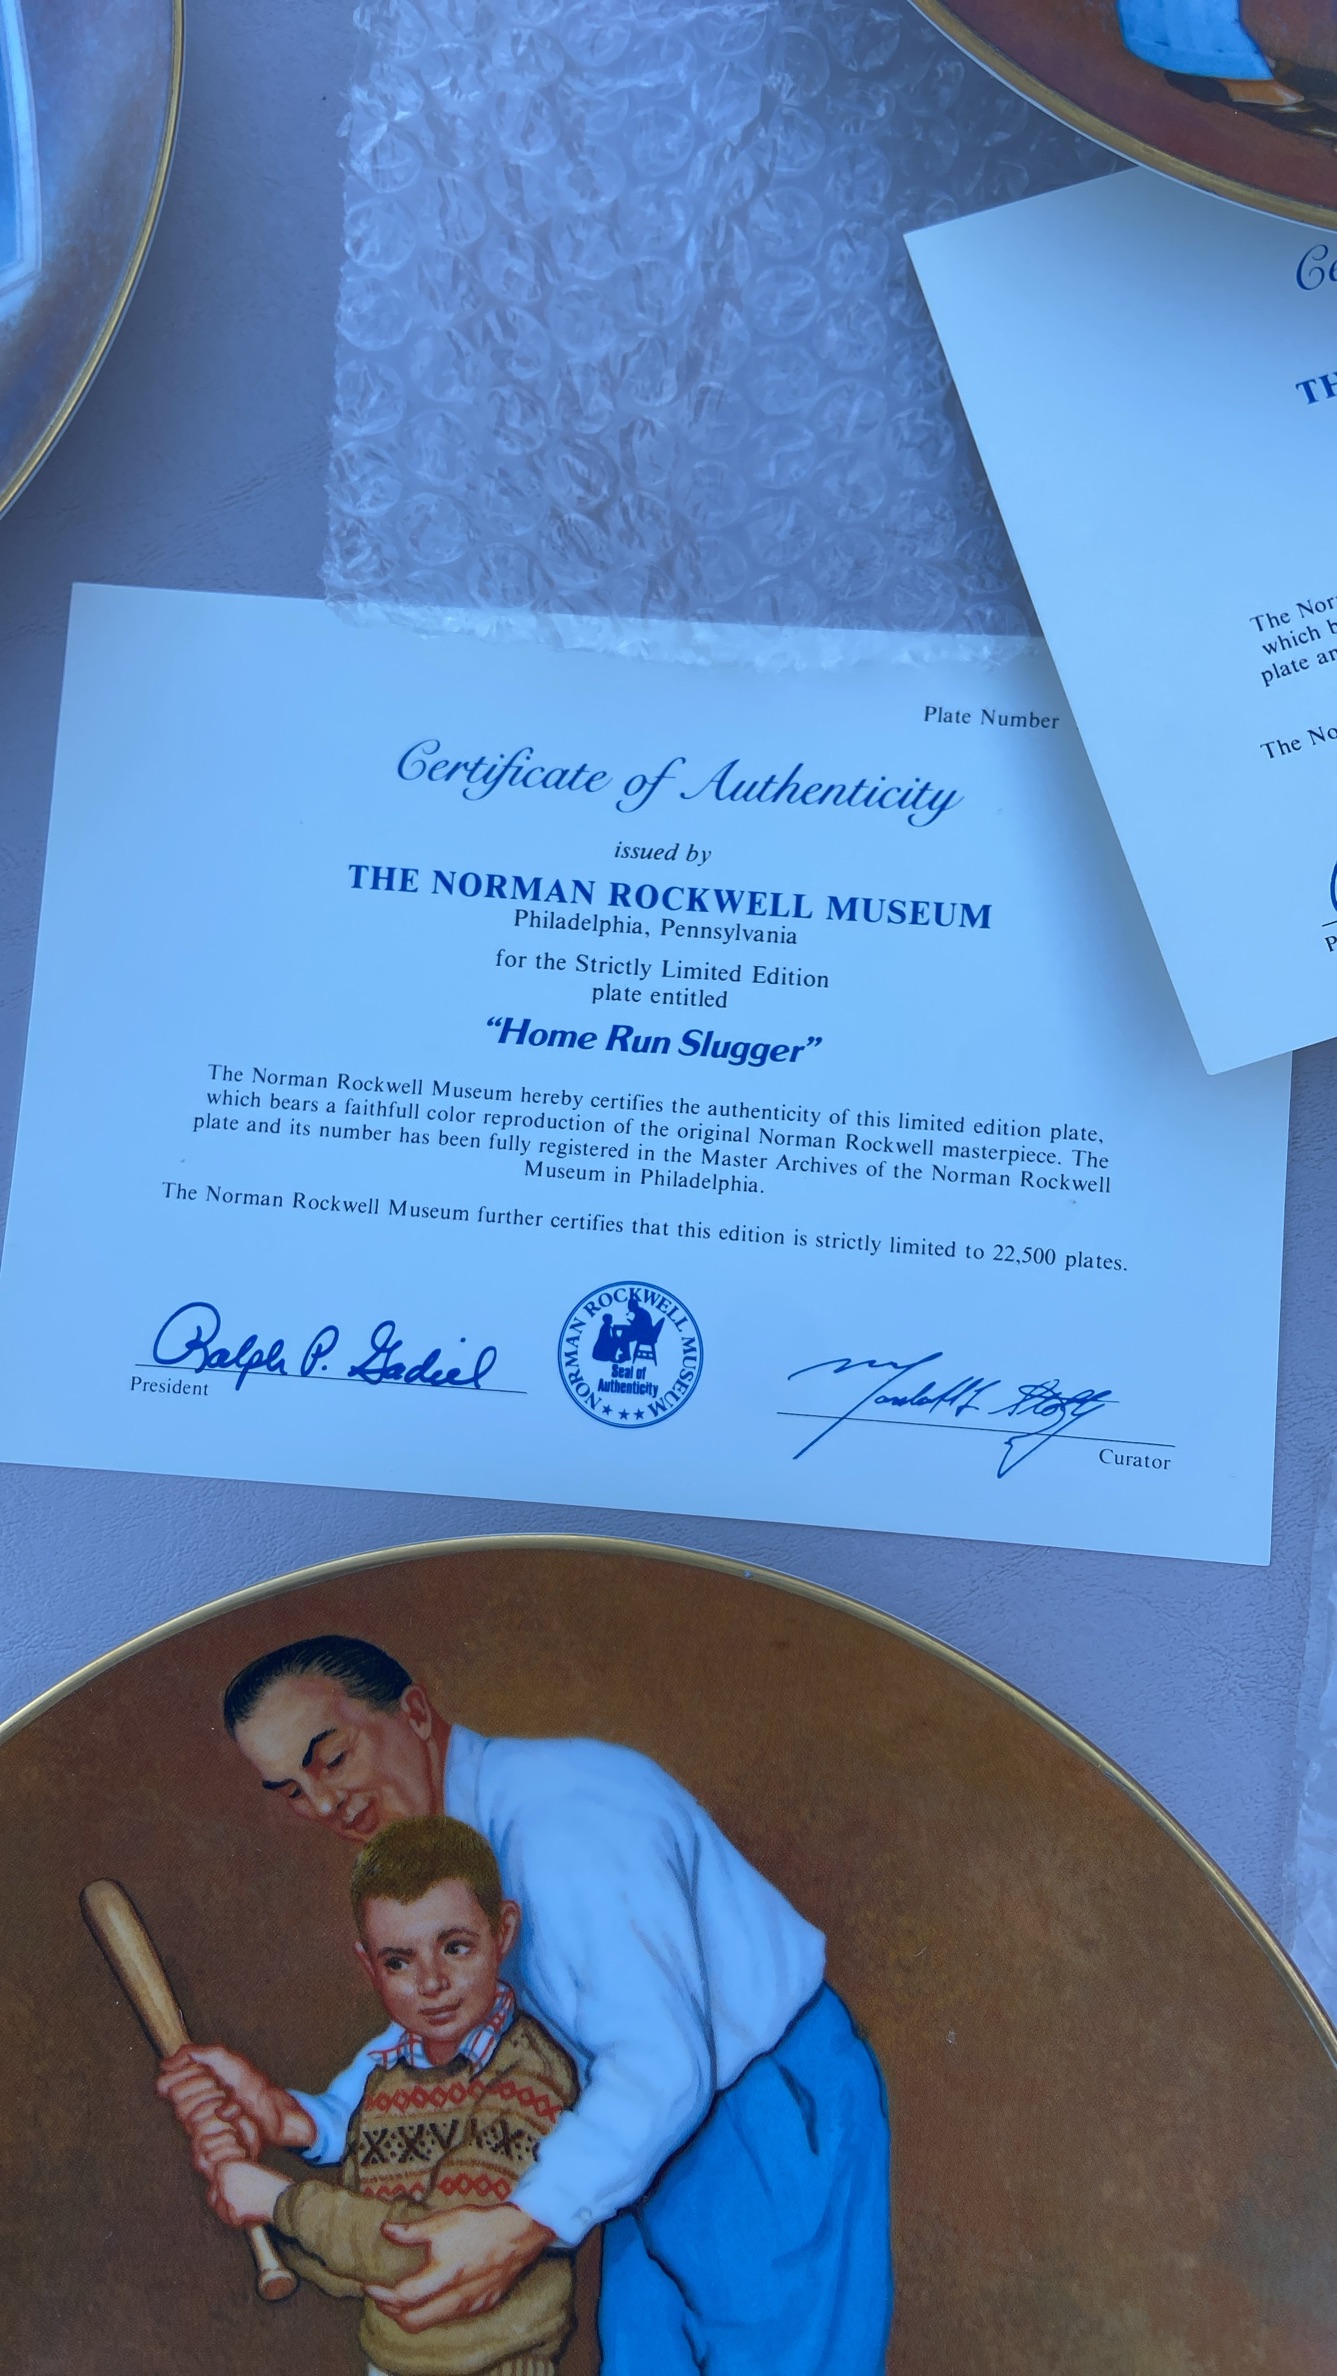 Plate Number
Certificate of Authenticity
issued by
THE NORMAN ROCKWELL MUSEUM
Philadelphia, Pennsylvania
for the Strictly Limited Edition
plate entitled
“Home Run Slugger”
The Norman Rockwell Museum hereby certifies the authenticity of this limited edition plate,
which bears a faithfull color reproduction of the original Norman Rockwell masterpiece. The
plate and its number has been fully registered in the Master Archives of the Norman Rockwell
Museum in Philadelphia.
The Norman Rockwell Museum further certifies that this edition is strictly limited to 22,500 plates.
Ralph P. Gadiel
President
NORMAN ROCKWELL MUSEUM
Seal of
Authenticity
Curator
The
which
plate
The